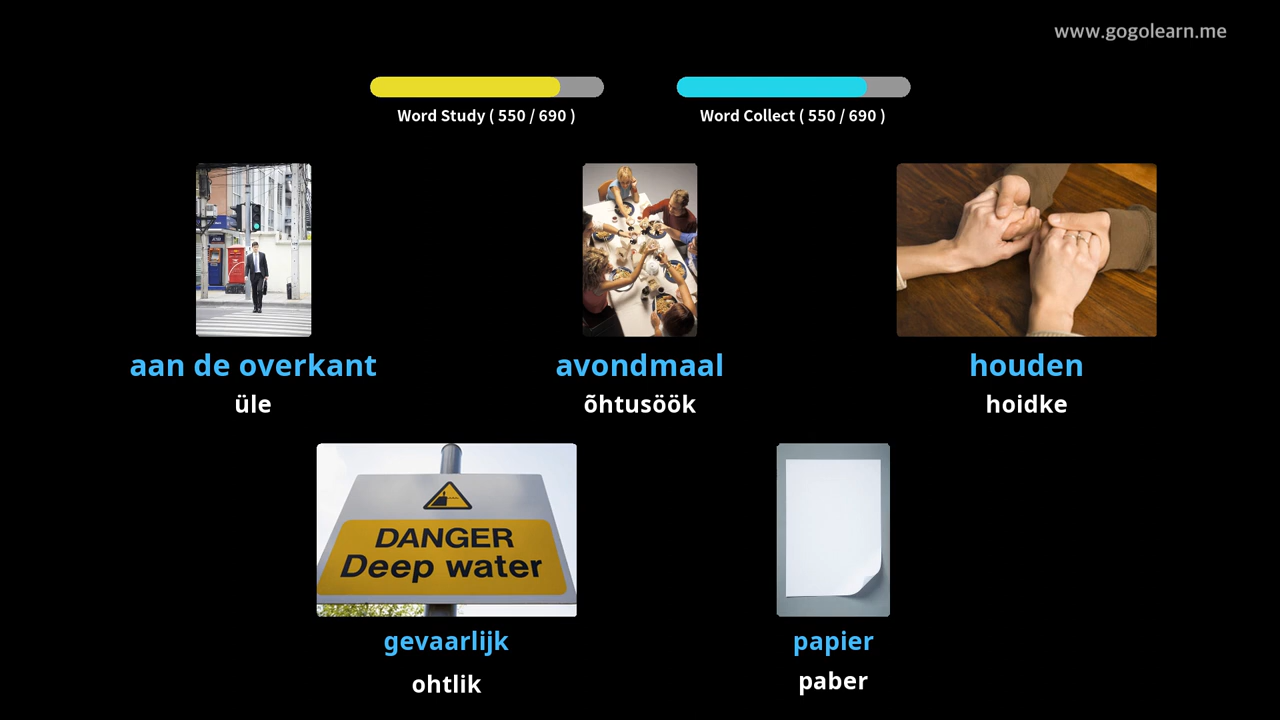 www.gogolearn.me
Word Study ( 550 / 690 )
Word Collect ( 550 / 690 )
aan de overkant
üle
avondmaal
õhtusöök
houden
hoidke
DANGER
Deep water
gevaarlijk
ohtlik
papier
paber